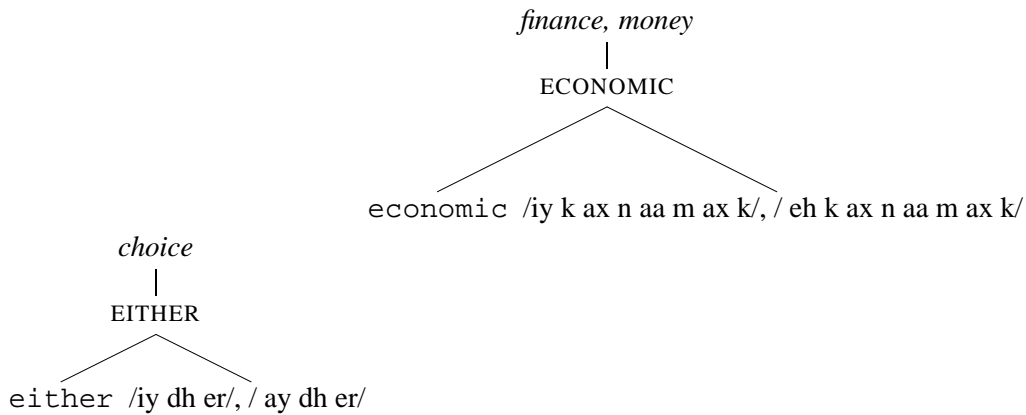 finance, money
ECONOMIC
economic /iy k ax n aa m ax k/, / eh k ax n aa m ax k/
choice
EITHER
either /iy dh er/, / ay dh er/